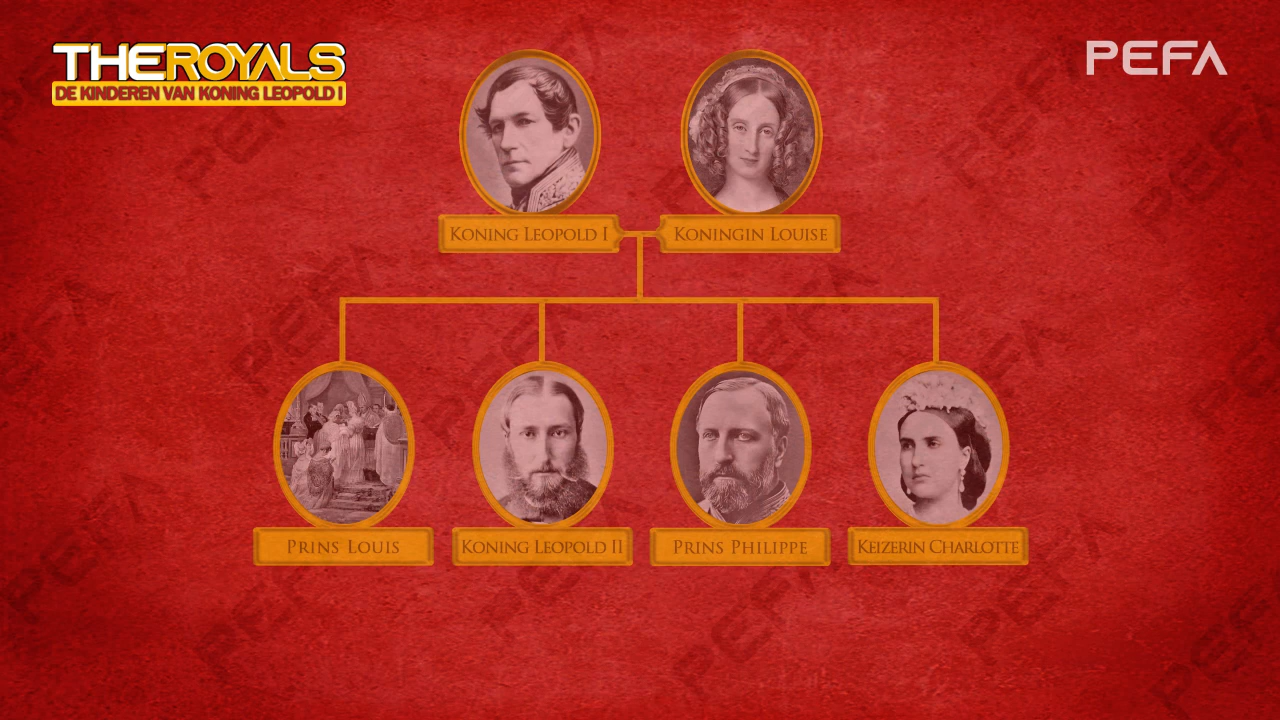 THEROYALS
DE KINDEREN VAN KONING LEOPOLD I
PEFA
KONING LEOPOLD I
KONINGIN LOUISE
PRINS LOUIS
KONING LEOPOLD II
PRINS PHILIPPE
KEIZERIN CHARLOTTE